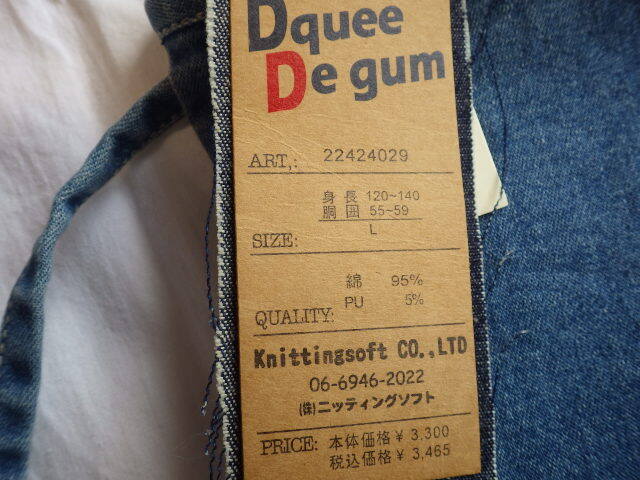 Dquee
De gum
ART,: 22424029
身長 120~140
胴囲 55~59
SIZE: L
綿 95%
QUALITY: PU 5%
Knittingsoft CO.,LTD
06-6946-2022
(株)ニッティングソフト
PRICE: 本体価格 ¥ 3,300
税込価格 ¥ 3,465